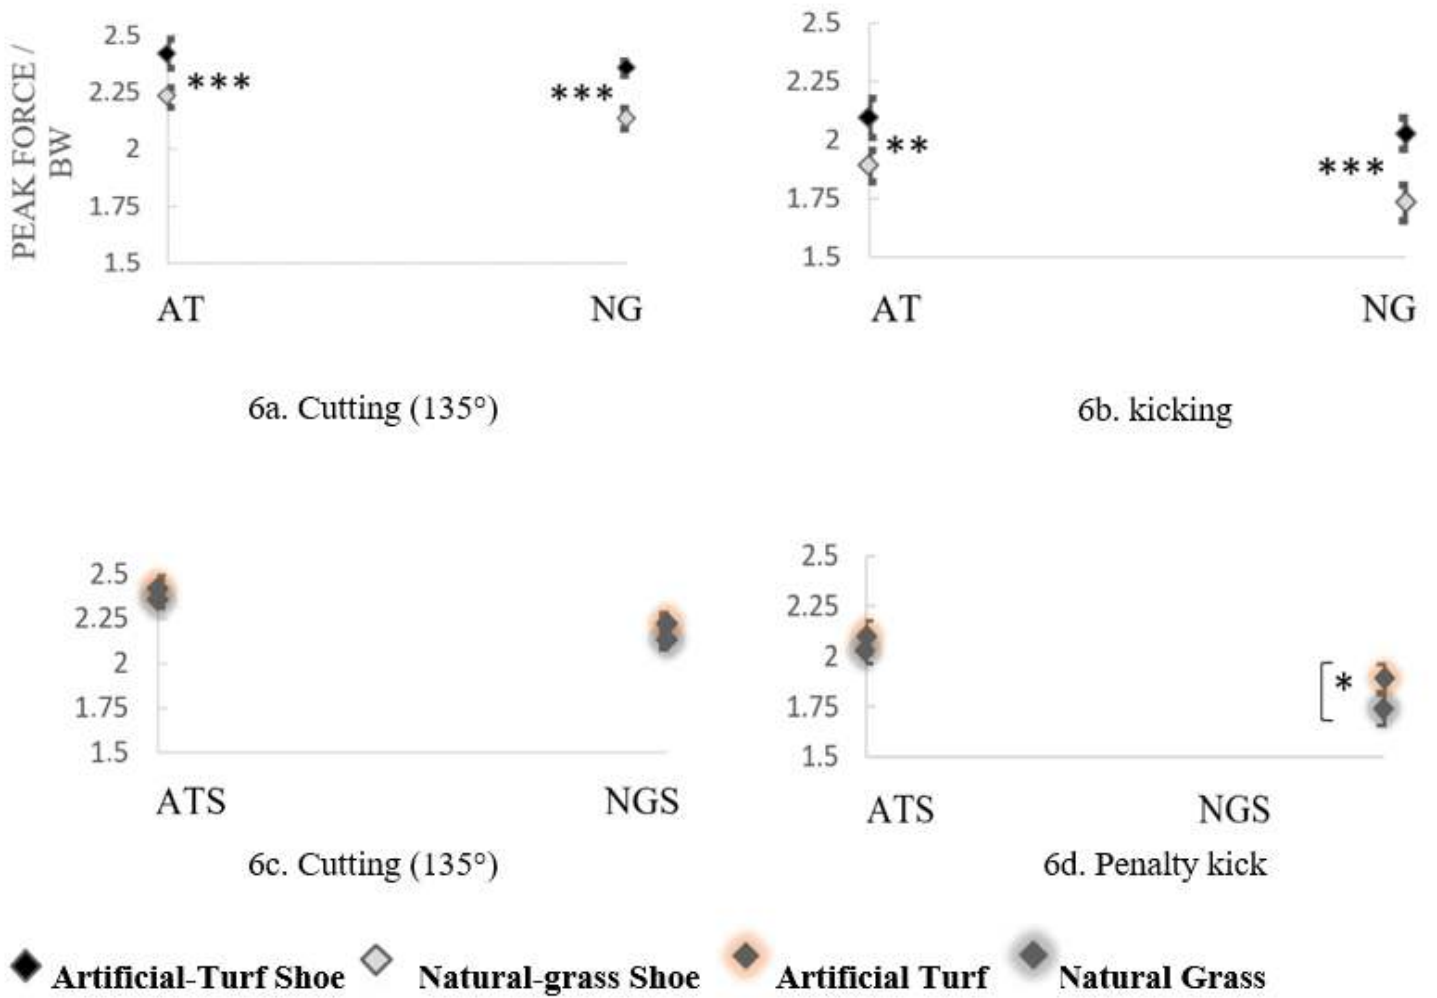 PEAK FORCE /
BW
2.5
2.25
2
1.75
1.5
***
***
AT
NG
6a. Cutting (135°)
2.5
2.25
2
1.75
1.5
**
***
AT
NG
6b. kicking
2.5
2.25
2
1.75
1.5
ATS
NGS
6c. Cutting (135°)
2.5
2.25
2
1.75
1.5
*
ATS
NGS
6d. Penalty kick
Artificial-Turf Shoe Natural-grass Shoe Artificial Turf Natural Grass